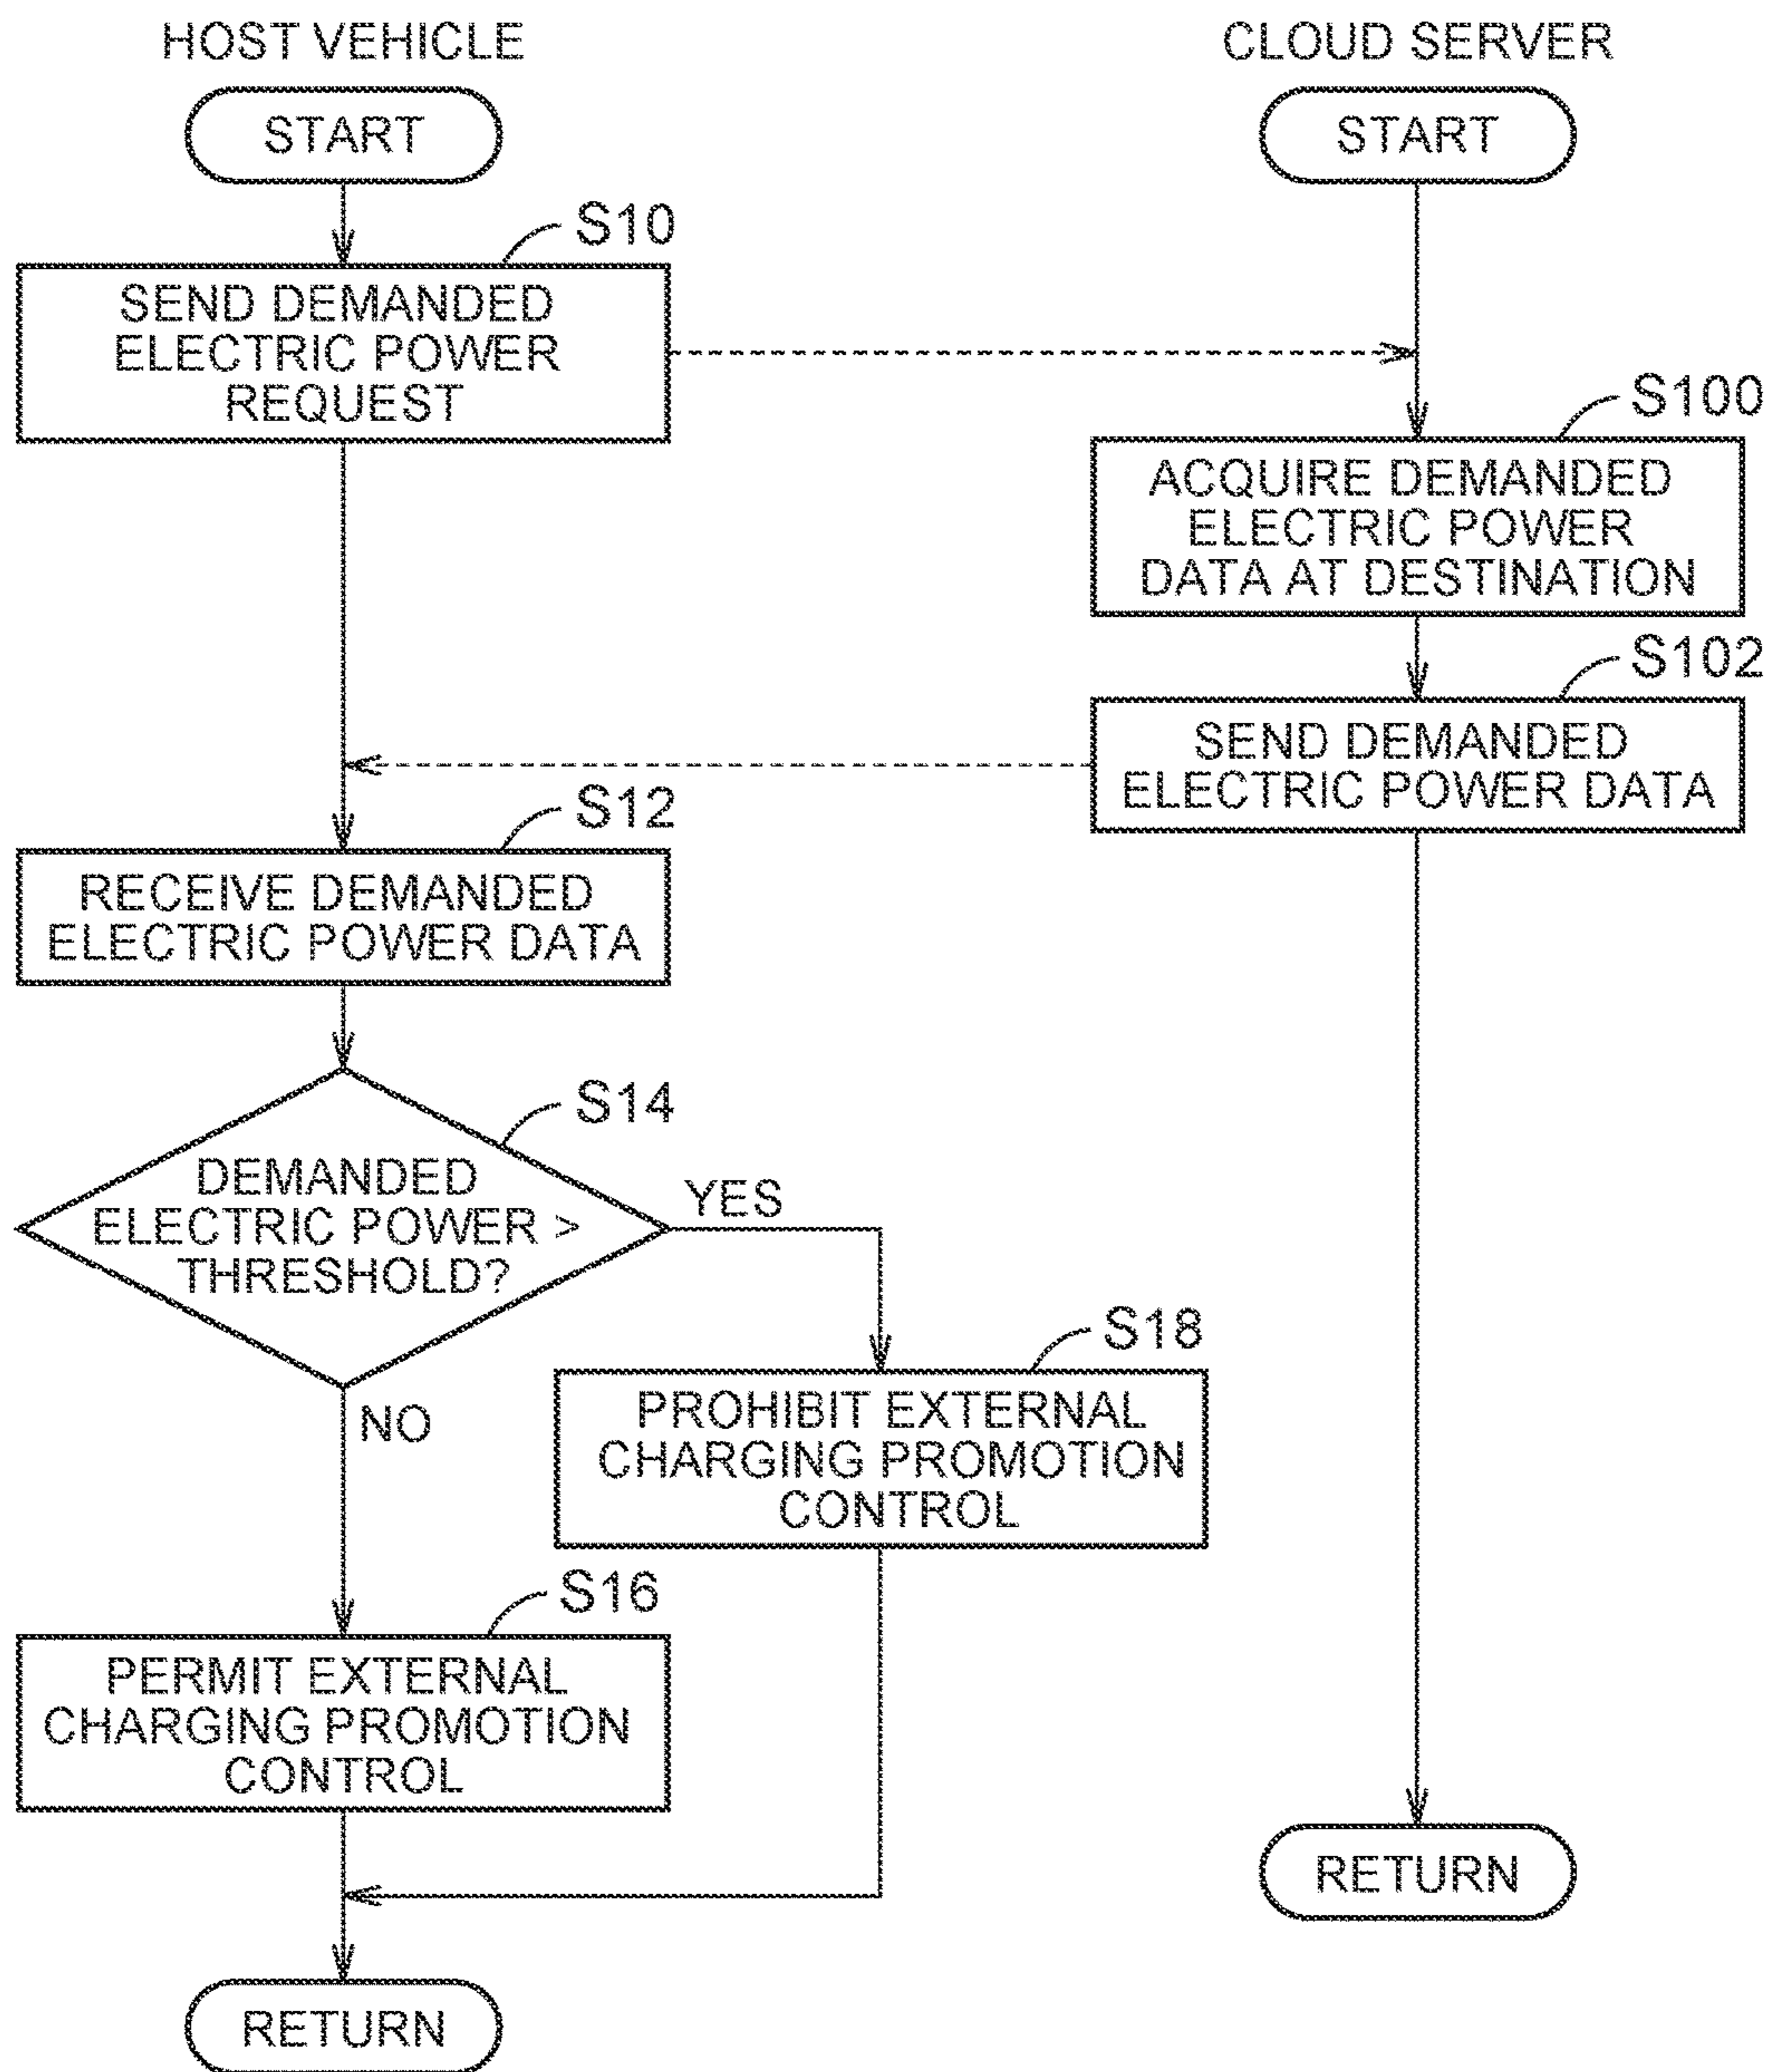 HOST VEHICLE
CLOUD SERVER
START
START
S10
SEND DEMANDED
ELECTRIC POWER
REQUEST
S100
ACQUIRE DEMANDED
ELECTRIC POWER
DATA AT DESTINATION
S102
SEND DEMANDED
ELECTRIC POWER DATA
S12
RECEIVE DEMANDED
ELECTRIC POWER DATA
S14
DEMANDED
ELECTRIC POWER >
THRESHOLD?
YES
NO
S18
PROHIBIT EXTERNAL
CHARGING PROMOTION
CONTROL
S16
PERMIT EXTERNAL
CHARGING PROMOTION
CONTROL
RETURN
RETURN